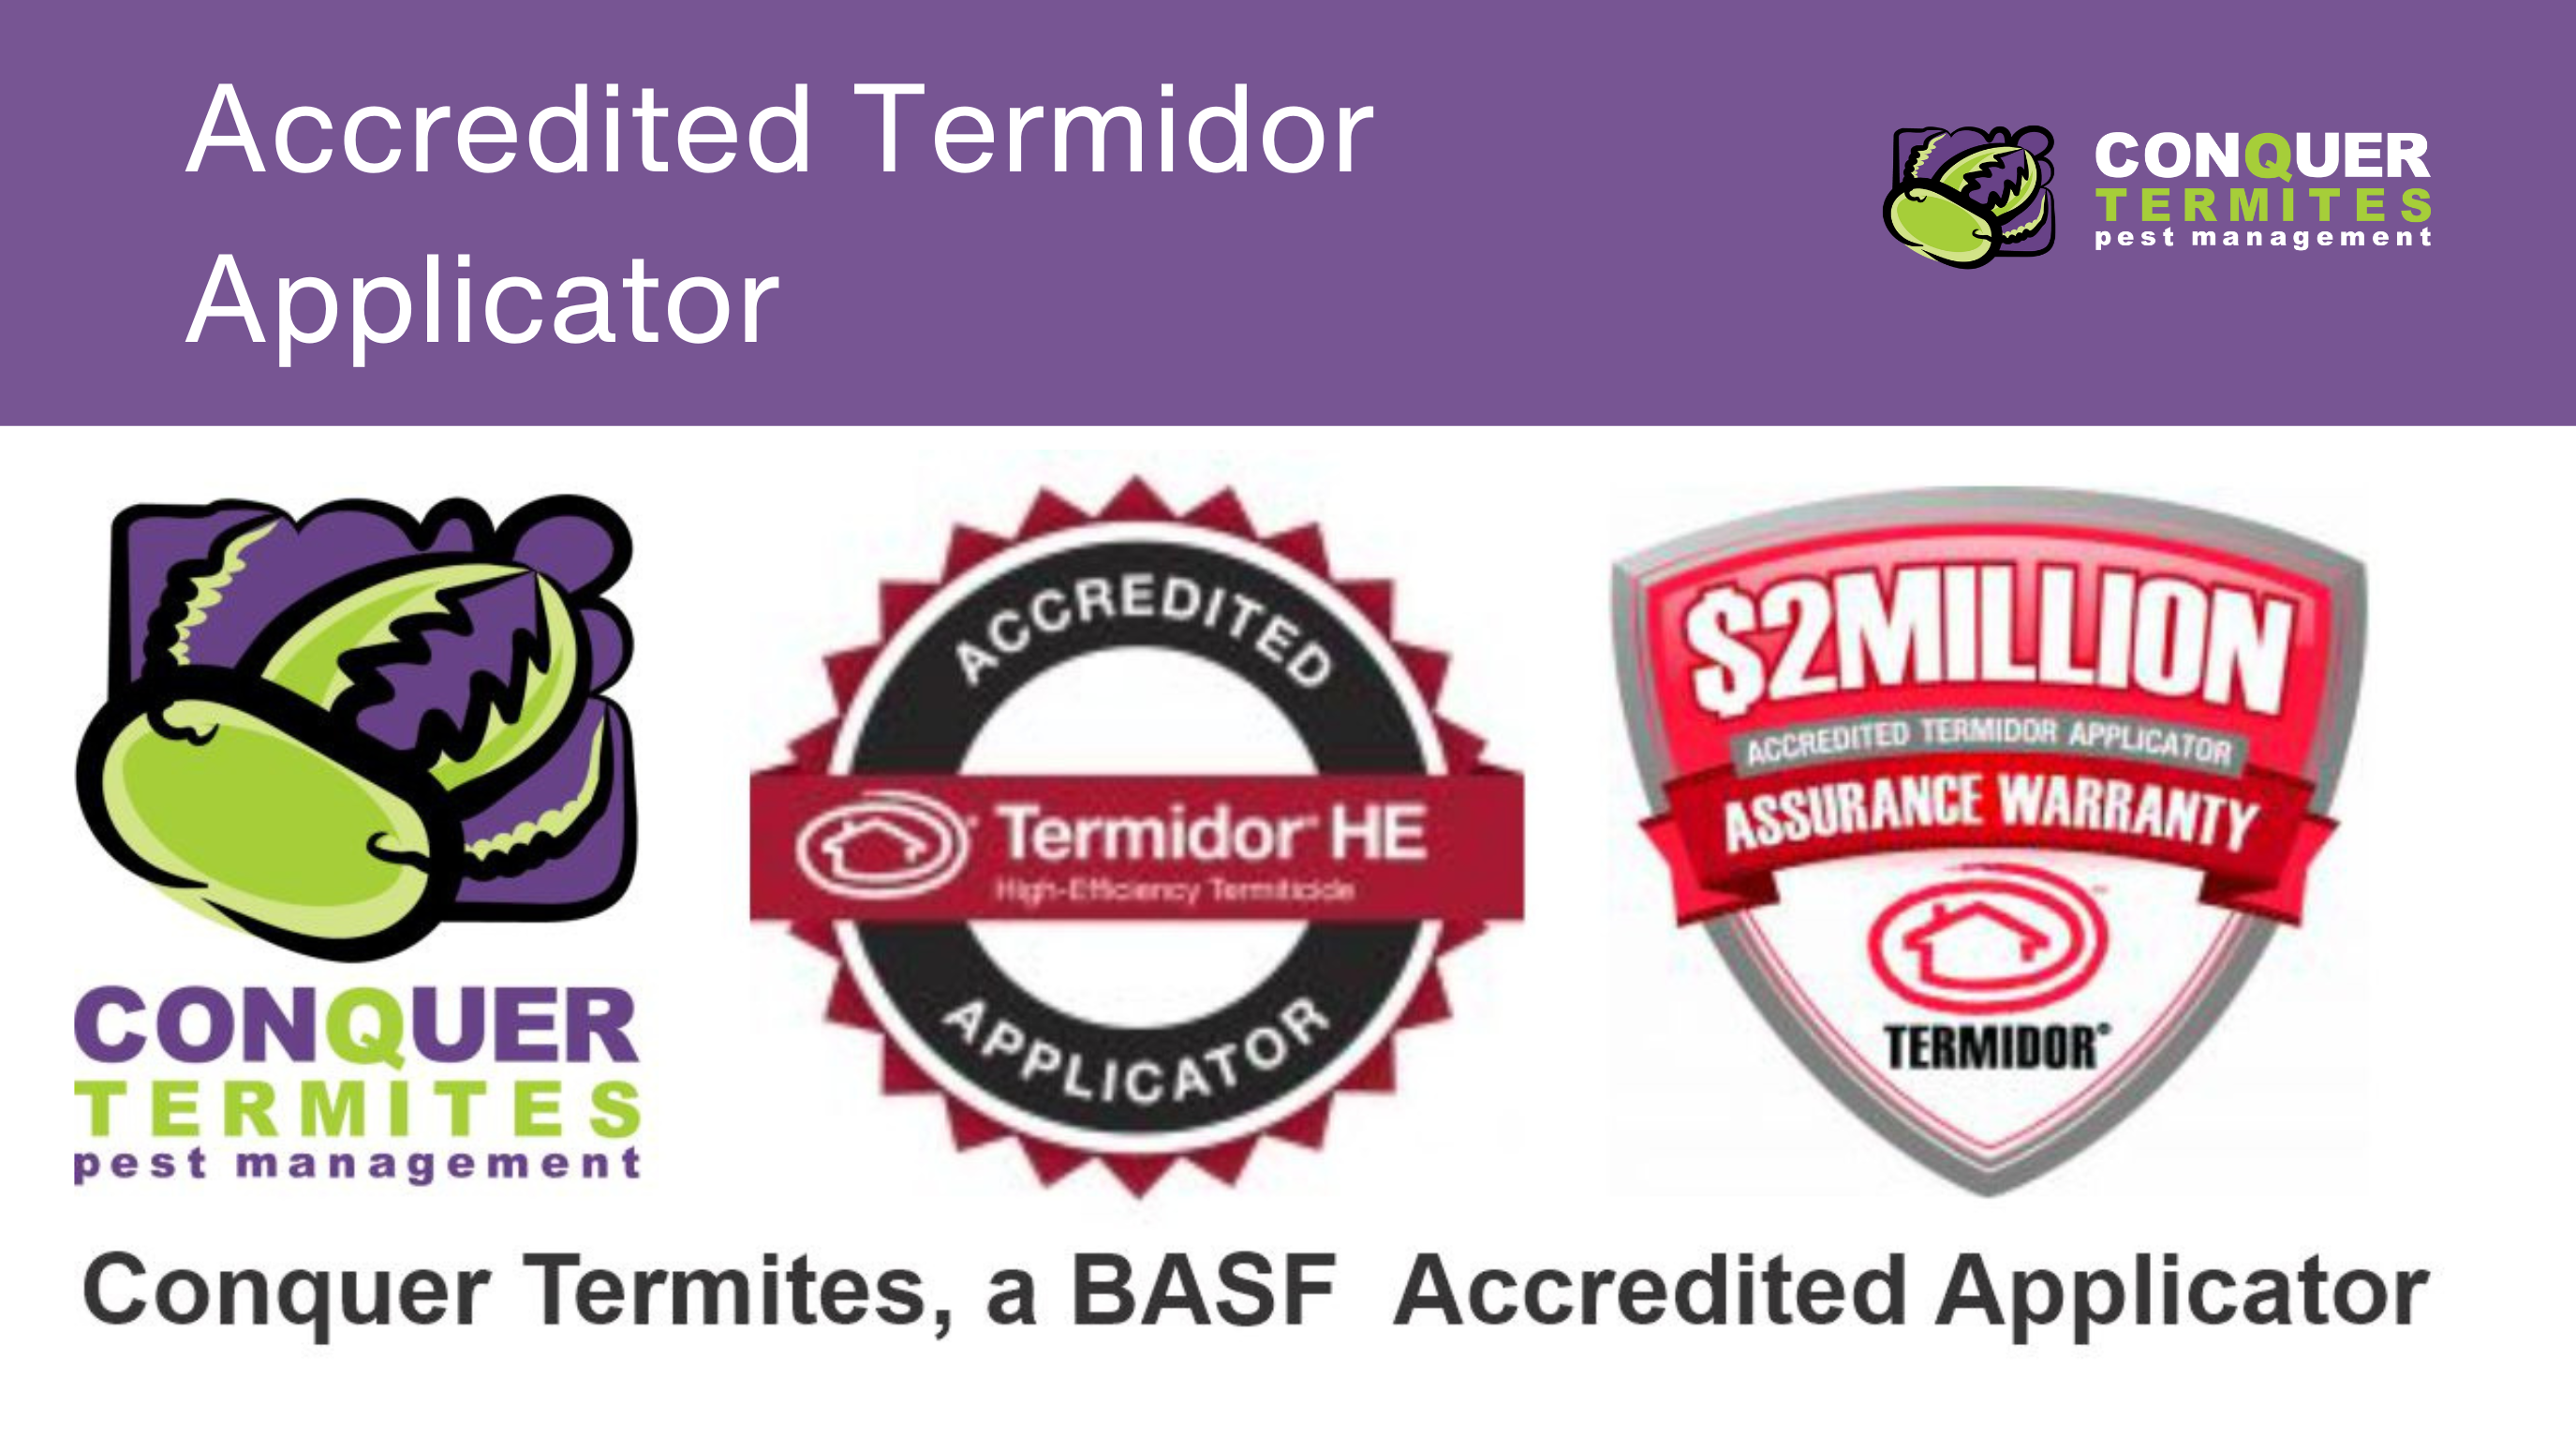 Accredited Termidor
Applicator
CONQUER
TERMITES
pest management
CONQUER
TERMITES
pest management
ACCREDITED
Termidor® HE
High-Efficiency Termiticide
APPLICATOR
$2MILLION
ACCREDITED TERMIDOR APPLICATOR
ASSURANCE WARRANTY
TERMIDOR®
Conquer Termites, a BASF  Accredited Applicator